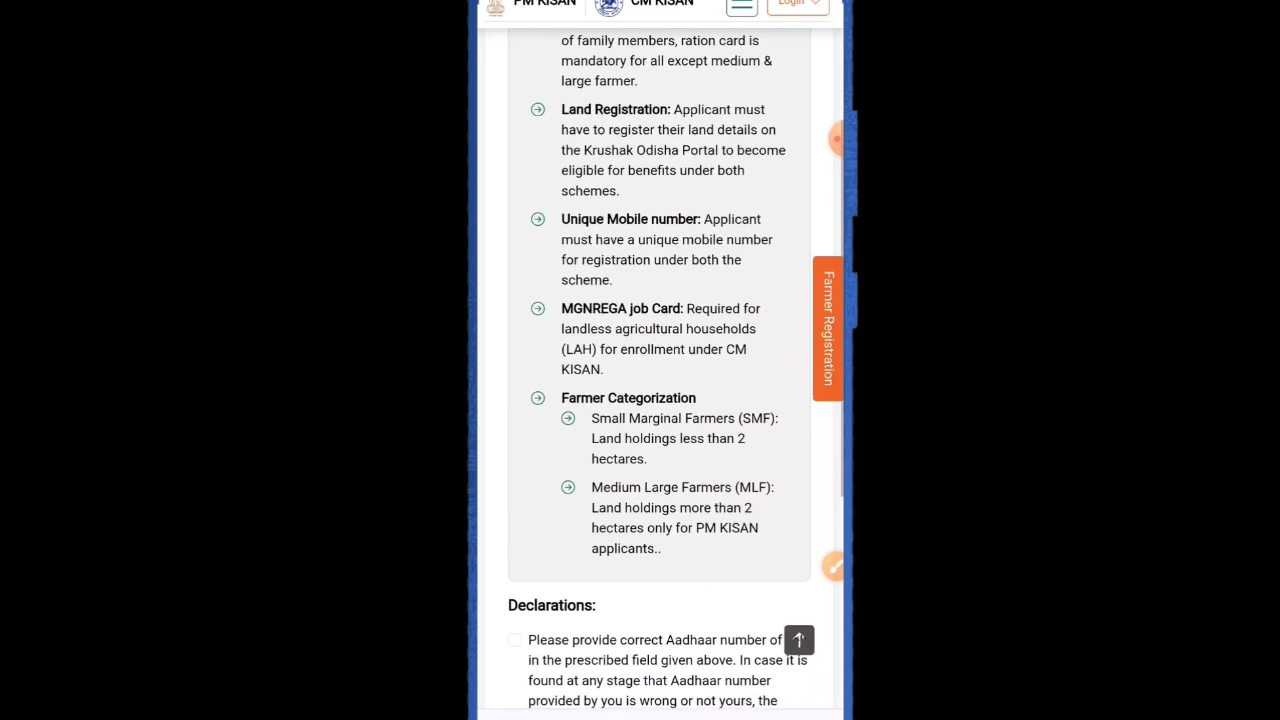 PM KISAN
CM KISAN
Login
of family members, ration card is
mandatory for all except medium &
large farmer.
Land Registration: Applicant must
have to register their land details on
the Krushak Odisha Portal to become
eligible for benefits under both
schemes.
Unique Mobile number: Applicant
must have a unique mobile number
for registration under both the
scheme.
MGNREGA job Card: Required for
landless agricultural households
(LAH) for enrollment under CM
KISAN.
Farmer Registration
Farmer Categorization
Small Marginal Farmers (SMF):
Land holdings less than 2
hectares.
Medium Large Farmers (MLF):
Land holdings more than 2
hectares only for PM KISAN
applicants..
Declarations:
Please provide correct Aadhaar number of
in the prescribed field given above. In case it is
found at any stage that Aadhaar number
provided by you is wrong or not yours, the